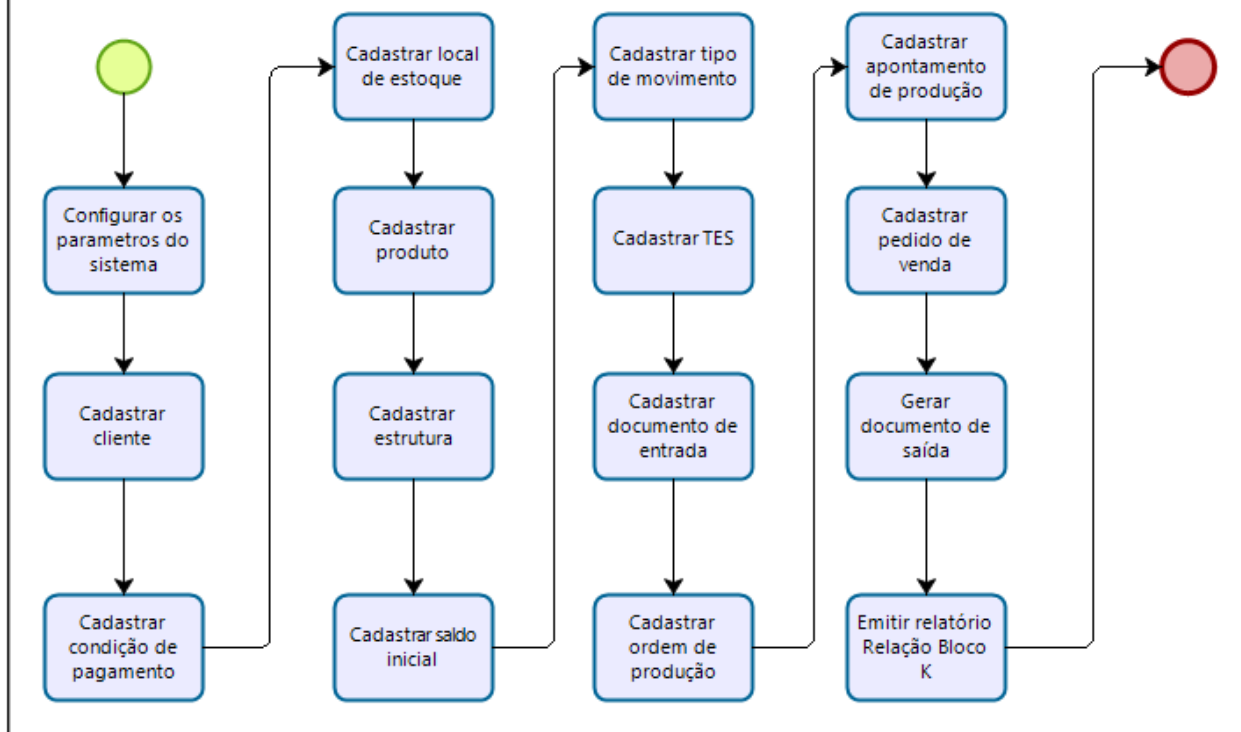 Configurar os
parametros do
sistema
Cadastrar
cliente
Cadastrar
condição de
pagamento
Cadastrar local
de estoque
Cadastrar
produto
Cadastrar
estrutura
Cadastrar saldo
inicial
Cadastrar tipo
de movimento
Cadastrar TES
Cadastrar
documento de
entrada
Cadastrar
ordem de
produção
Cadastrar
apontamento
de produção
Cadastrar
pedido de
venda
Gerar
documento de
saída
Emitir relatório
Relação Bloco
K